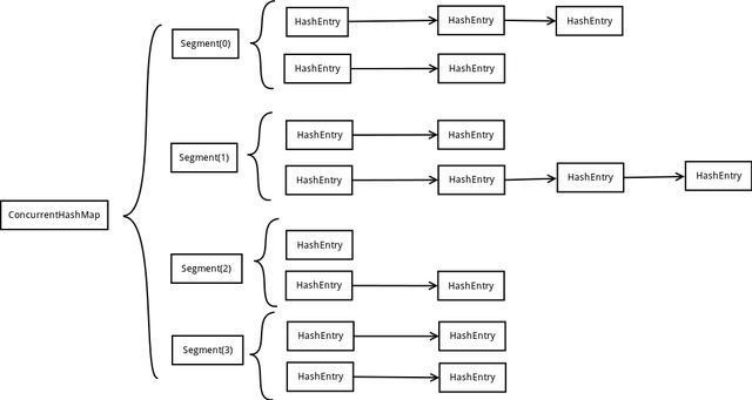 HashEntry HashEntry HashEntry
Segment(0)
HashEntry HashEntry
HashEntry HashEntry
Segment(1)
HashEntry HashEntry HashEntry HashEntry
ConcurrentHashMap
HashEntry
Segment(2)
HashEntry HashEntry
HashEntry HashEntry
Segment(3)
HashEntry HashEntry